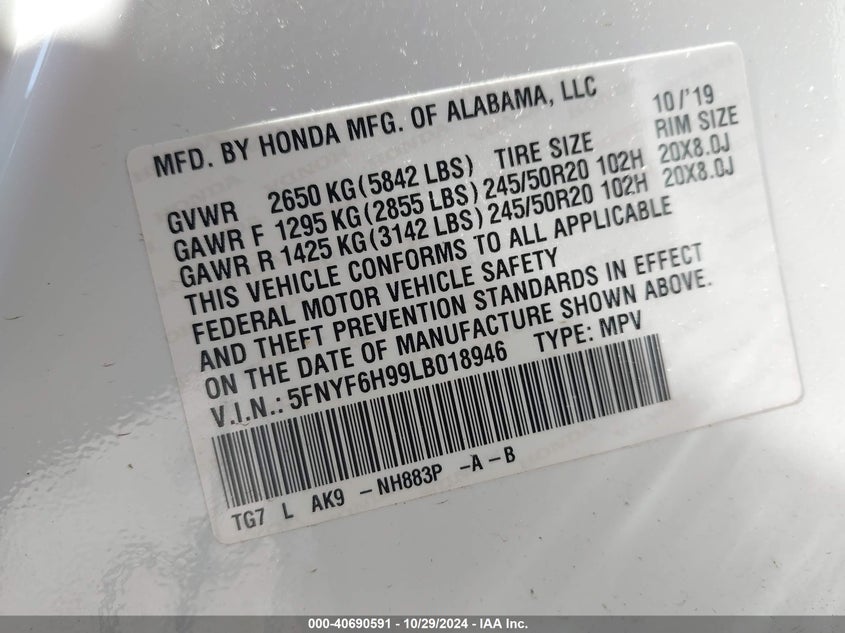 MFD. BY HONDA MFG. OF ALABAMA, LLC 10/'19
GVWR 2650 KG (5842 LBS) TIRE SIZE RIM SIZE
GAWR F 1295 KG (2855 LBS) 245/50R20 102H 20X8.0J
GAWR R 1425 KG (3142 LBS) 245/50R20 102H 20X8.0J
THIS VEHICLE CONFORMS TO ALL APPLICABLE
FEDERAL MOTOR VEHICLE SAFETY
AND THEFT PREVENTION STANDARDS IN EFFECT
ON THE DATE OF MANUFACTURE SHOWN ABOVE.
V.I.N.: 5FNYF6H99LB018946 TYPE: MPV
TG7 L AK9 -NH883P -A-B
000-40690591 - 10/29/2024 - IAA Inc.